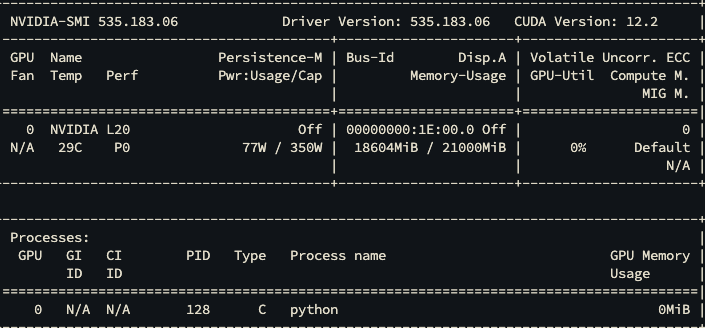 NVIDIA-SMI 535.183.06 Driver Version: 535.183.06 CUDA Version: 12.2
GPU Name Persistence-M | Bus-Id Disp.A | Volatile Uncorr. ECC
Fan Temp Perf Pwr:Usage/Cap | Memory-Usage | GPU-Util Compute M.
MIG M.
0 NVIDIA L20 Off | 00000000:1E:00.0 Off | 0
N/A 29C P0 77W / 350W | 18604MiB / 21000MiB | 0% Default
N/A
Processes:
GPU GI CI PID Type Process name GPU Memory
ID ID Usage
0 N/A N/A 128 C python 0MiB